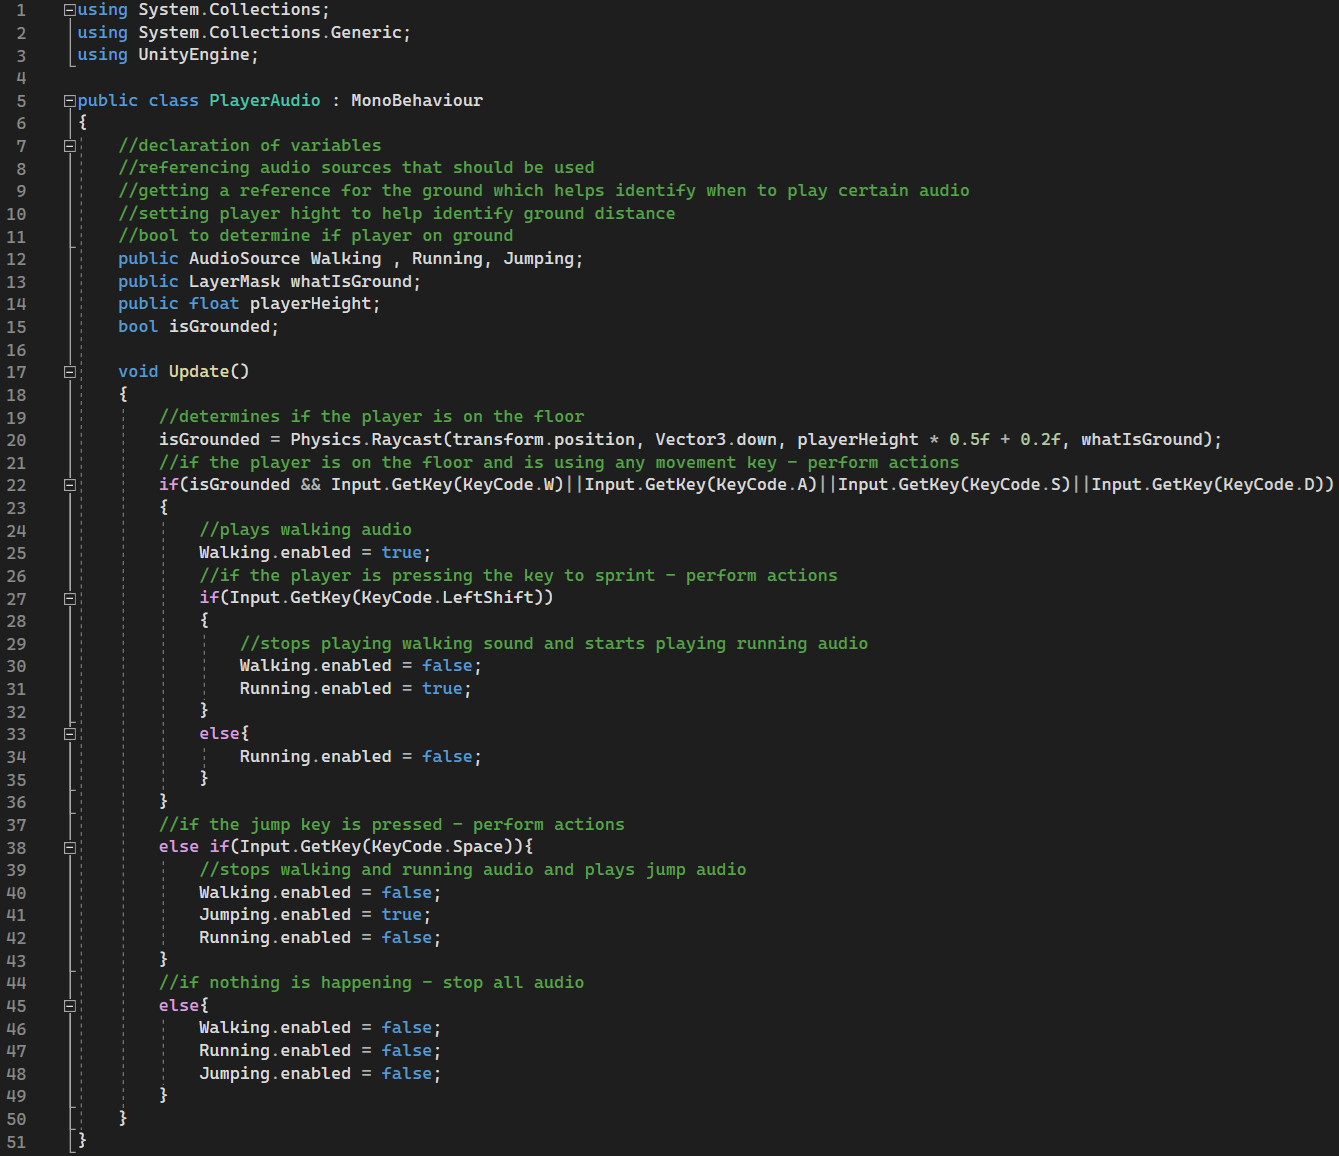 1 using System.Collections;
2 using System.Collections.Generic;
3 using UnityEngine;
4
5 public class PlayerAudio : MonoBehaviour
6 {
7     //declaration of variables
8     //referencing audio sources that should be used
9     //getting a reference for the ground which helps identify when to play certain audio
10     //setting player hight to help identify ground distance
11     //bool to determine if player on ground
12     public AudioSource Walking , Running, Jumping;
13     public LayerMask whatIsGround;
14     public float playerHeight;
15     bool isGrounded;
16
17     void Update()
18     {
19         //determines if the player is on the floor
20         isGrounded = Physics.Raycast(transform.position, Vector3.down, playerHeight * 0.5f + 0.2f, whatIsGround);
21         //if the player is on the floor and is using any movement key - perform actions
22         if(isGrounded && Input.GetKey(KeyCode.W)||Input.GetKey(KeyCode.A)||Input.GetKey(KeyCode.S)||Input.GetKey(KeyCode.D))
23         {
24             //plays walking audio
25             Walking.enabled = true;
26             //if the player is pressing the key to sprint - perform actions
27             if(Input.GetKey(KeyCode.LeftShift))
28             {
29                 //stops playing walking sound and starts playing running audio
30                 Walking.enabled = false;
31                 Running.enabled = true;
32             }
33             else{
34                 Running.enabled = false;
35             }
36         }
37         //if the jump key is pressed - perform actions
38         else if(Input.GetKey(KeyCode.Space)){
39             //stops walking and running audio and plays jump audio
40             Walking.enabled = false;
41             Jumping.enabled = true;
42             Running.enabled = false;
43         }
44         //if nothing is happening - stop all audio
45         else{
46             Walking.enabled = false;
47             Running.enabled = false;
48             Jumping.enabled = false;
49         }
50     }
51 }